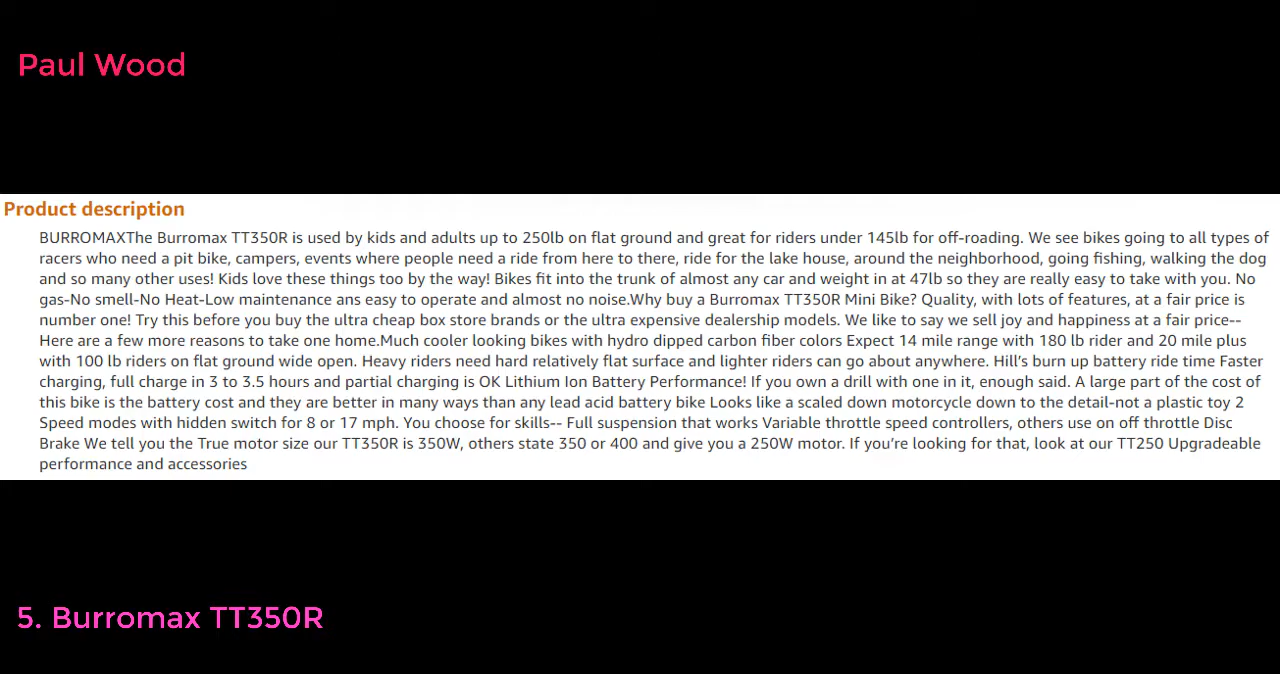 Paul Wood
Product description
BURROMAXThe Burromax TT350R is used by kids and adults up to 250lb on flat ground and great for riders under 145lb for off-roading. We see bikes going to all types of
racers who need a pit bike, campers, events where people need a ride from here to there, ride for the lake house, around the neighborhood, going fishing, walking the dog
and so many other uses! Kids love these things too by the way! Bikes fit into the trunk of almost any car and weight in at 47lb so they are really easy to take with you. No
gas-No smell-No Heat-Low maintenance ans easy to operate and almost no noise.Why buy a Burromax TT350R Mini Bike? Quality, with lots of features, at a fair price is
number one! Try this before you buy the ultra cheap box store brands or the ultra expensive dealership models. We like to say we sell joy and happiness at a fair price--
Here are a few more reasons to take one home.Much cooler looking bikes with hydro dipped carbon fiber colors Expect 14 mile range with 180 lb rider and 20 mile plus
with 100 lb riders on flat ground wide open. Heavy riders need hard relatively flat surface and lighter riders can go about anywhere. Hill's burn up battery ride time Faster
charging, full charge in 3 to 3.5 hours and partial charging is OK Lithium Ion Battery Performance! If you own a drill with one in it, enough said. A large part of the cost of
this bike is the battery cost and they are better in many ways than any lead acid battery bike Looks like a scaled down motorcycle down to the detail-not a plastic toy 2
Speed modes with hidden switch for 8 or 17 mph. You choose for skills-- Full suspension that works Variable throttle speed controllers, others use on off throttle Disc
Brake We tell you the True motor size our TT350R is 350W, others state 350 or 400 and give you a 250W motor. If you're looking for that, look at our TT250 Upgradeable
performance and accessories
5. Burromax TT350R